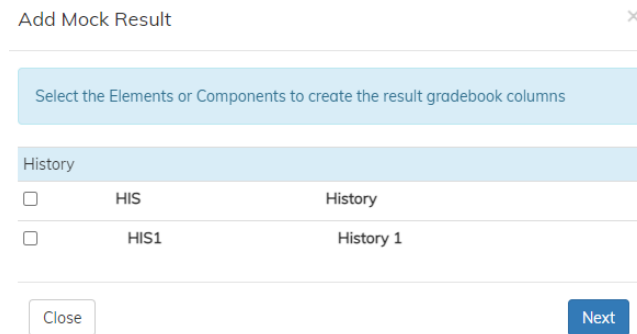 Add Mock Result ×
Select the Elements or Components to create the result gradebook columns
History
HIS History
HIS1 History 1
Close Next